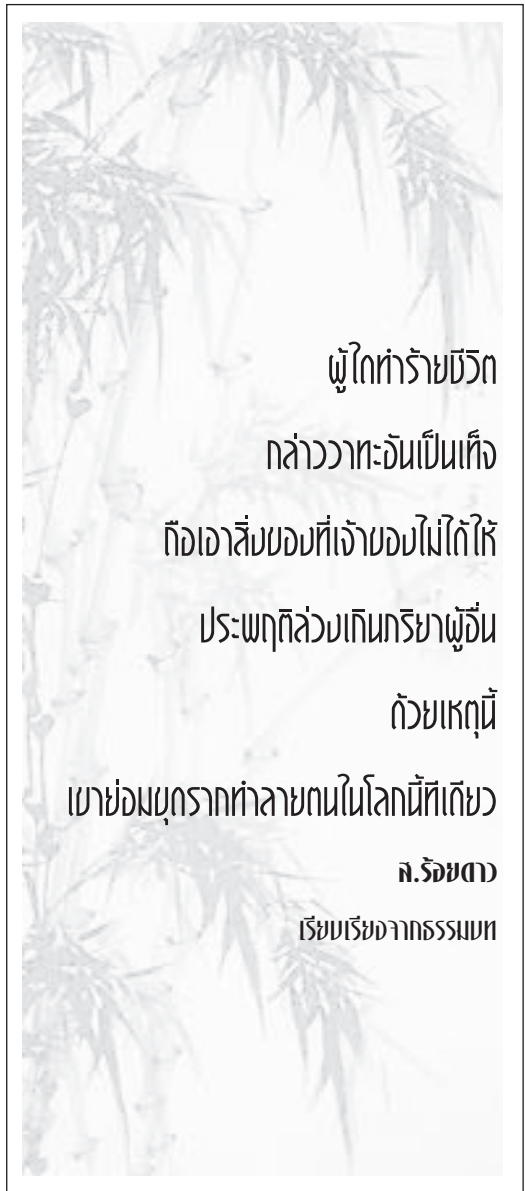 ผู้ใดทำร้ายชีวิต
กล่าววาทะอันเป็นเท็จ
ถือเอาสิ่งของที่เจ้าของไม่ได้ให้
ประพฤติล่วงเกินภริยาผู้อื่น
ด้วยเหตุนี้
เขาย่อมขุดรากทำลายตนในโลกนี้ทีเดียว
ส.ร้อยดาว
เรียบเรียงจากธรรมบท